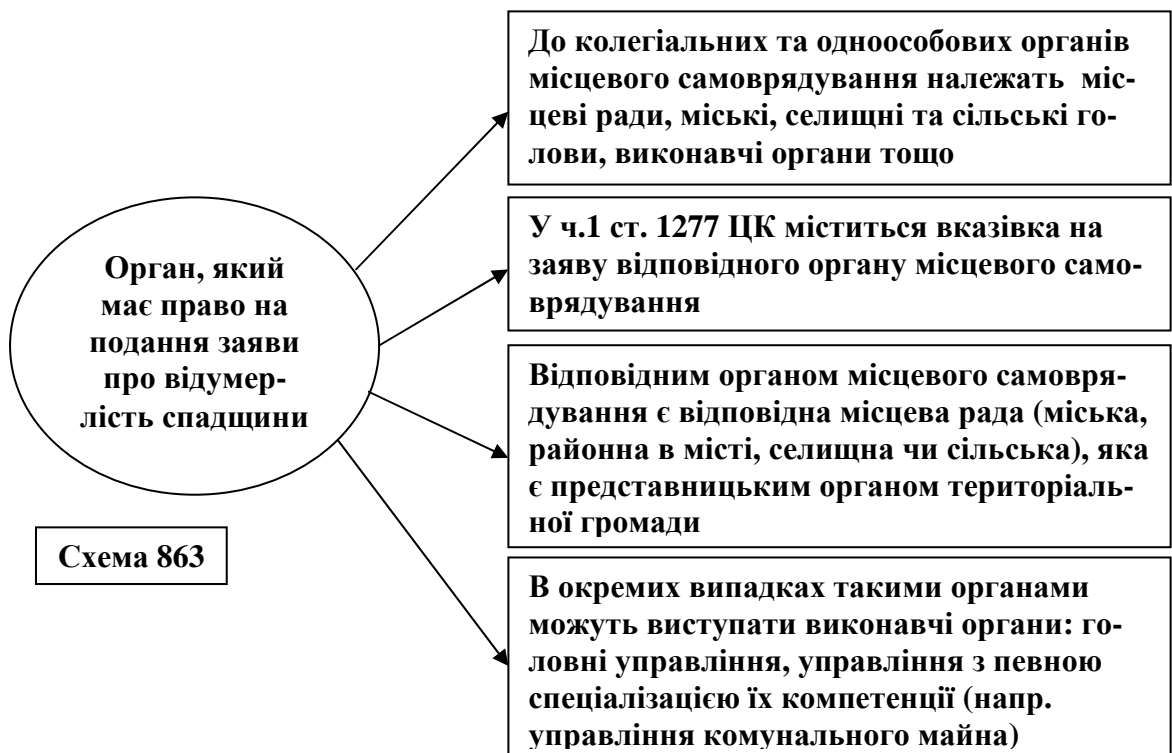 До колегіальних та одноособових органів
місцевого самоврядування належать міс-
цеві ради, міські, селищні та сільські го-
лови, виконавчі органи тощо
У ч.1 ст. 1277 ЦК міститься вказівка на
заяву відповідного органу місцевого само-
врядування
Орган, який
має право на
подання заяви
про відумер-
лість спадщини
Відповідним органом місцевого самовря-
дування є відповідна місцева рада (міська,
районна в місті, селищна чи сільська), яка
є представницьким органом територіаль-
ної громади
Схема 863
В окремих випадках такими органами
можуть виступати виконавчі органи: го-
ловні управління, управління з певною
спеціалізацією їх компетенції (напр.
управління комунального майна)